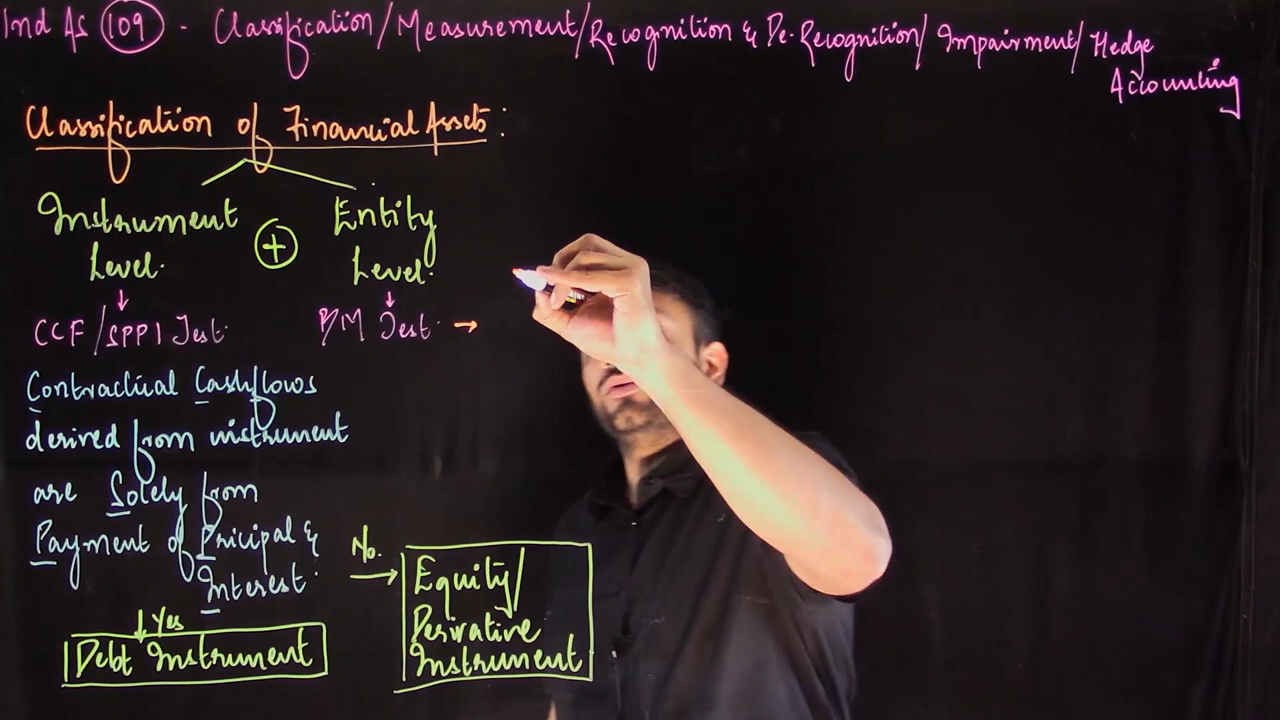 Ind As 109 - Classification/Measurement/Recognition & De-Recognition/Impairment/Hedge
Accounting
Classification of Financial Assets:
Instrument Level.
+
Entity Level.
CCF/SPPI Test.
B/M Test. →
Contractual Cashflows
derived from instrument
are Solely from
Payment of Pricipal &
Interest.
No.
Yes
Debt Instrument
Equity/
Derivative
Instrument